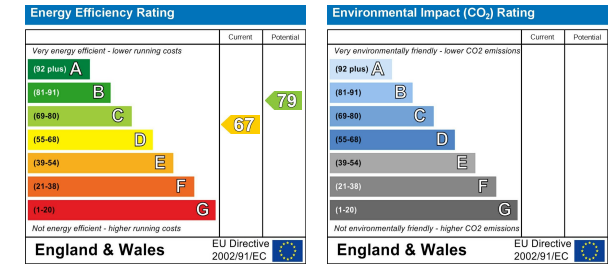 Energy Efficiency Rating
Current Potential
Very energy efficient - lower running costs
(92 plus) A
(81-91) B
(69-80) C
(55-68) D
(39-54) E
(21-38) F
(1-20) G
67
79
Not energy efficient - higher running costs
England & Wales
EU Directive
2002/91/EC
Environmental Impact (CO₂) Rating
Current Potential
Very environmentally friendly - lower CO2 emissions
(92 plus) A
(81-91) B
(69-80) C
(55-68) D
(39-54) E
(21-38) F
(1-20) G
Not environmentally friendly - higher CO2 emissions
England & Wales
EU Directive
2002/91/EC